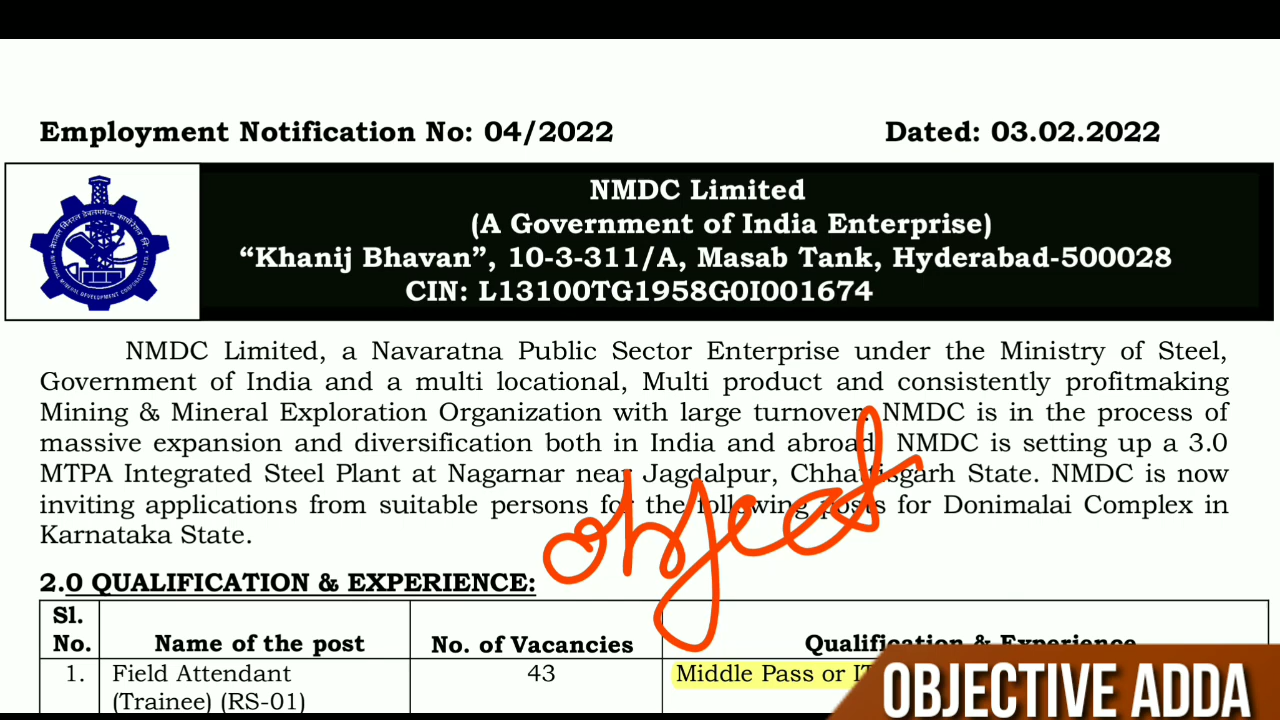 Employment Notification No: 04/2022 Dated: 03.02.2022
NMDC Limited
(A Government of India Enterprise)
“Khanij Bhavan”, 10-3-311/A, Masab Tank, Hyderabad-500028
CIN: L13100TG1958GOI001674
NMDC Limited, a Navaratna Public Sector Enterprise under the Ministry of Steel,
Government of India and a multi locational, Multi product and consistently profitmaking
Mining & Mineral Exploration Organization with large turnover. NMDC is in the process of
massive expansion and diversification both in India and abroad. NMDC is setting up a 3.0
MTPA Integrated Steel Plant at Nagarnar near Jagdalpur, Chhattisgarh State. NMDC is now
inviting applications from suitable persons for the following posts for Donimalai Complex in
Karnataka State.
object
2.0 QUALIFICATION & EXPERIENCE:
Sl.
No. Name of the post No. of Vacancies Qualification & Experience
1. Field Attendant 43 Middle Pass or
(Trainee) (RS-01)
OBJECTIVE ADDA